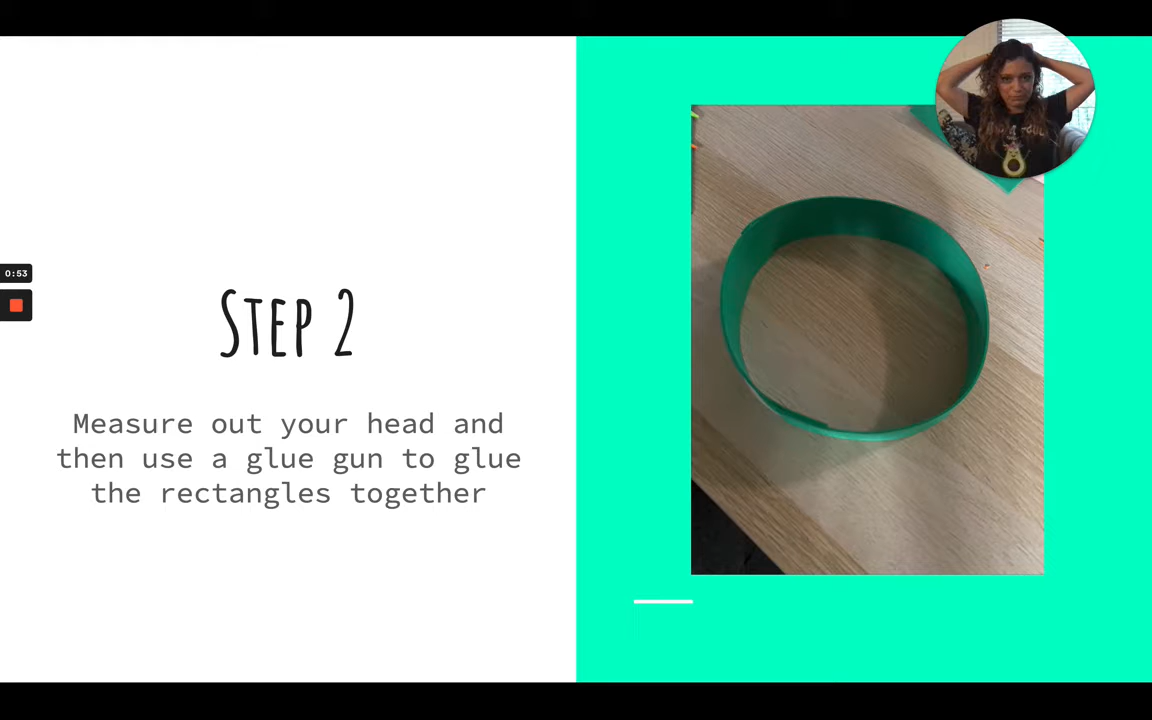 0:53
STEP 2
Measure out your head and
then use a glue gun to glue
the rectangles together